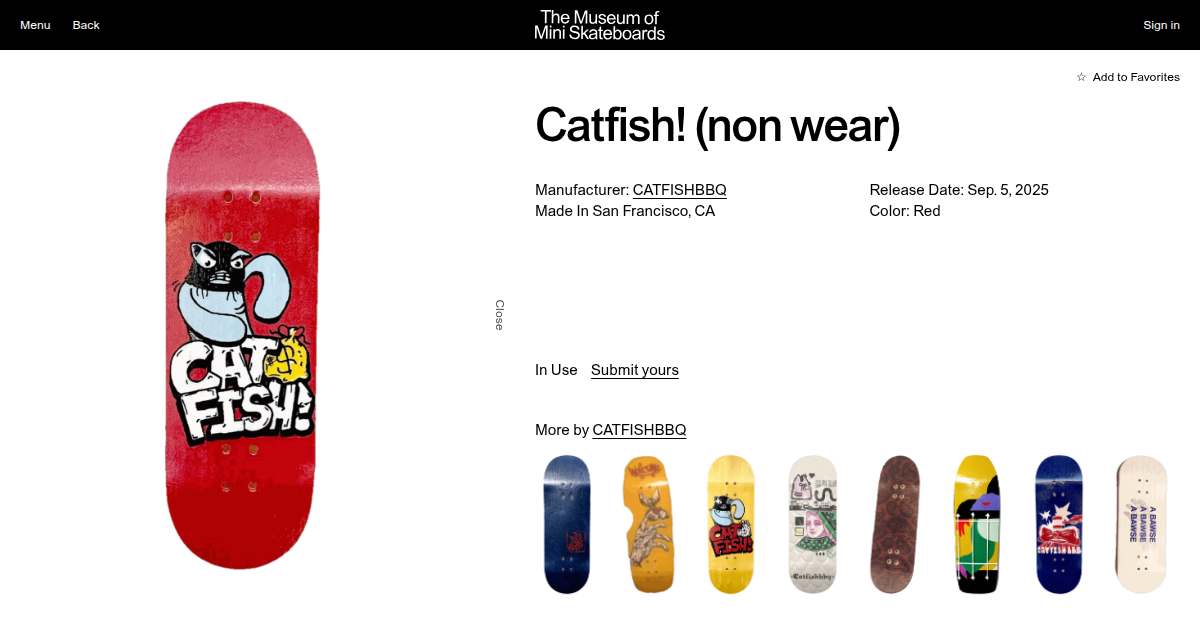 Menu
Back
The Museum of
Mini Skateboards
Sign in
☆ Add to Favorites
Catfish! (non wear)
Manufacturer: CATFISHBBQ
Made In San Francisco, CA
Release Date: Sep. 5, 2025
Color: Red
CAT
FISH!
$
Close
In Use Submit yours
More by CATFISHBBQ
CAT
FISH!
A BAWSE
A BAWSE
A BAWSE